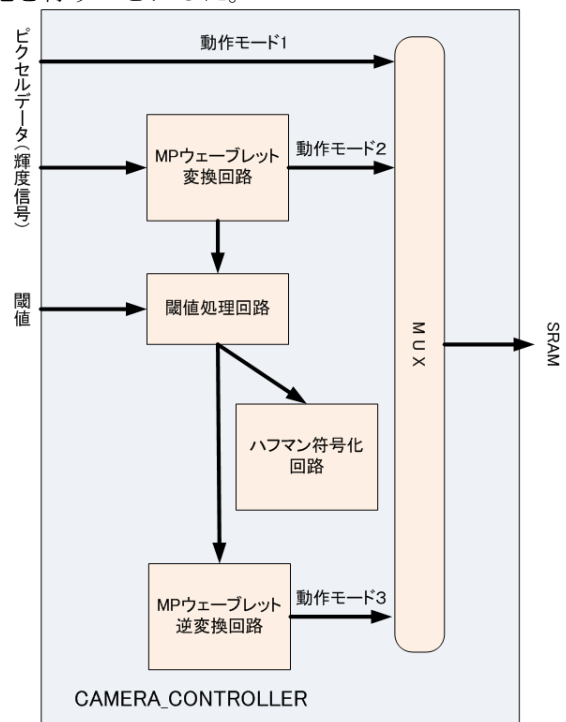 ピクセルデータ(輝度信号)
動作モード1
MPウェーブレット
変換回路
動作モード2
閾値
閾値処理回路
MUX
SRAM
ハフマン符号化
回路
MPウェーブレット
逆変換回路
動作モード3
CAMERA_CONTROLLER